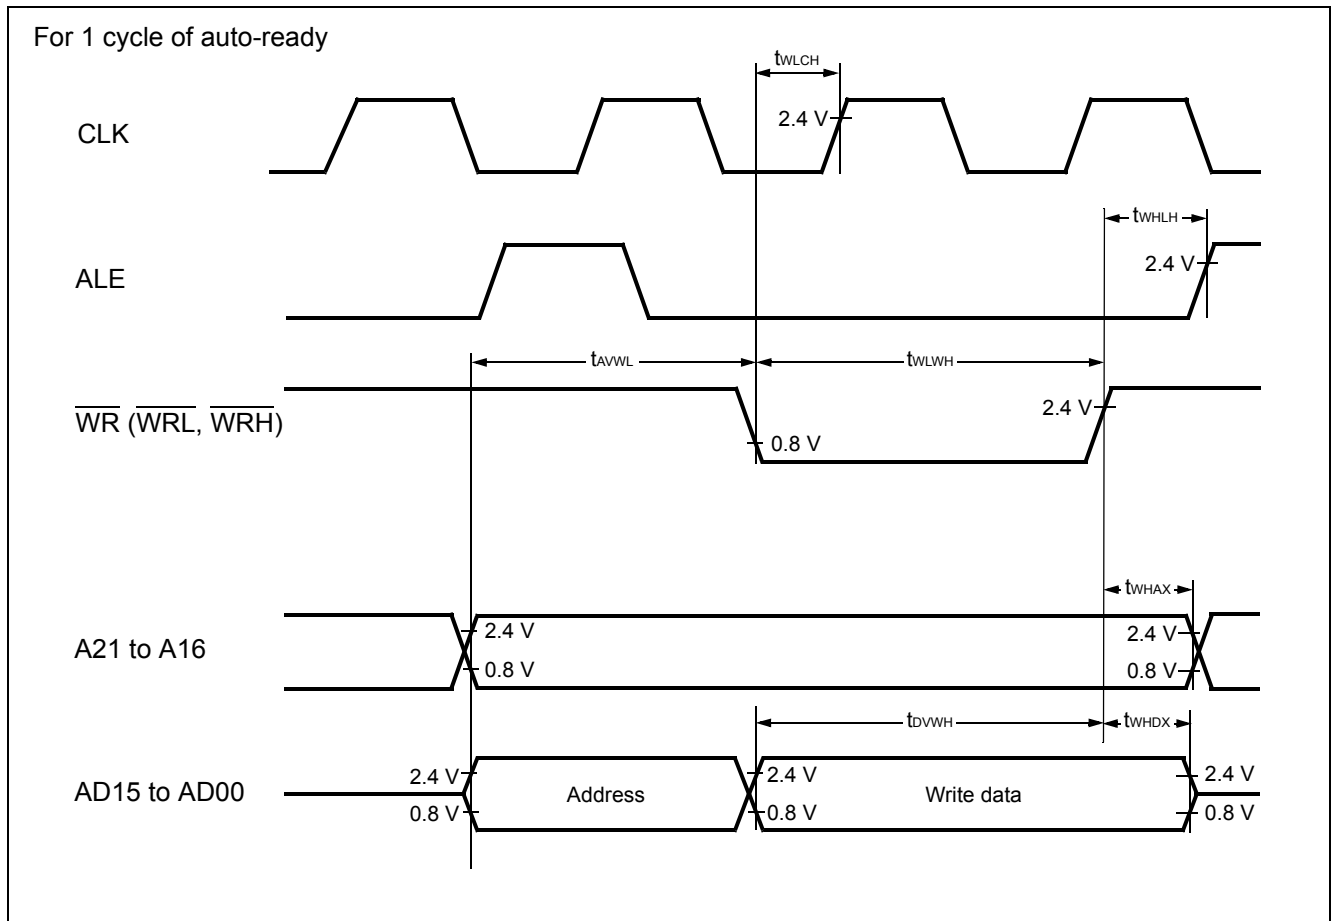 For 1 cycle of auto-ready
tWLCH
2.4 V
CLK
tWHLH
2.4 V
ALE
tAVWL tWLWH
2.4 V
WR (WRL, WRH)
0.8 V
tWHAX
2.4 V 2.4 V
A21 to A16
0.8 V 0.8 V
tDVWH tWHDX
2.4 V 2.4 V 2.4 V
AD15 to AD00 Address Write data
0.8 V 0.8 V 0.8 V